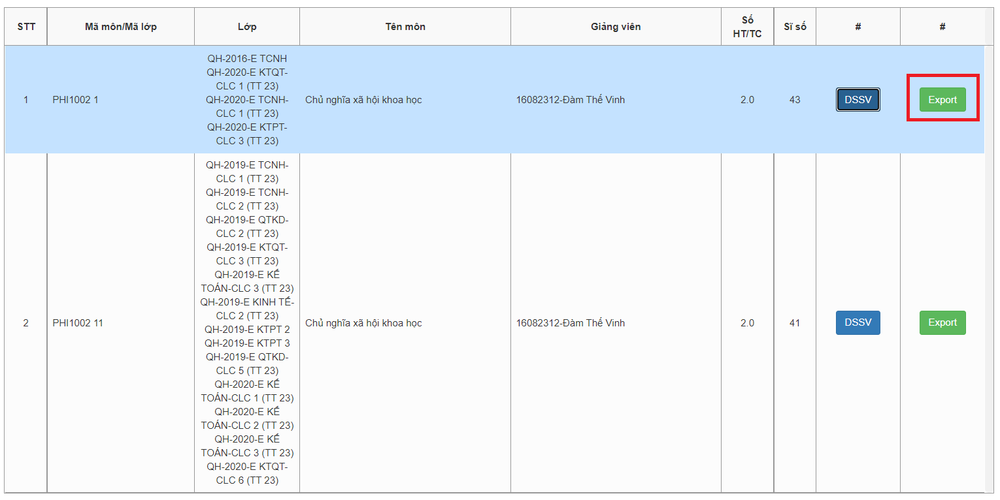 STT Mã môn/Mã lớp Lớp Tên môn Giảng viên Số HT/TC Sĩ số # #
QH-2016-E TCNH
QH-2020-E KTQT-
CLC 1 (TT 23)
1 PHI1002 1 QH-2020-E TCNH- Chủ nghĩa xã hội khoa học 16082312-Đàm Thế Vinh 2.0 43 DSSV Export
CLC 1 (TT 23)
QH-2020-E KTPT-
CLC 3 (TT 23)
QH-2019-E TCNH-
CLC 1 (TT 23)
QH-2019-E TCNH-
CLC 2 (TT 23)
QH-2019-E QTKD-
CLC 2 (TT 23)
QH-2019-E KTQT-
CLC 3 (TT 23)
QH-2019-E KẾ
TOÁN-CLC 3 (TT 23)
QH-2019-E KINH TẾ-
CLC 2 (TT 23)
2 PHI1002 11 Chủ nghĩa xã hội khoa học 16082312-Đàm Thế Vinh 2.0 41 DSSV Export
QH-2019-E KTPT 2
QH-2019-E KTPT 3
QH-2019-E QTKD-
CLC 5 (TT 23)
QH-2020-E KẾ
TOÁN-CLC 1 (TT 23)
QH-2020-E KẾ
TOÁN-CLC 2 (TT 23)
QH-2020-E KẾ
TOÁN-CLC 3 (TT 23)
QH-2020-E KTQT-
CLC 6 (TT 23)